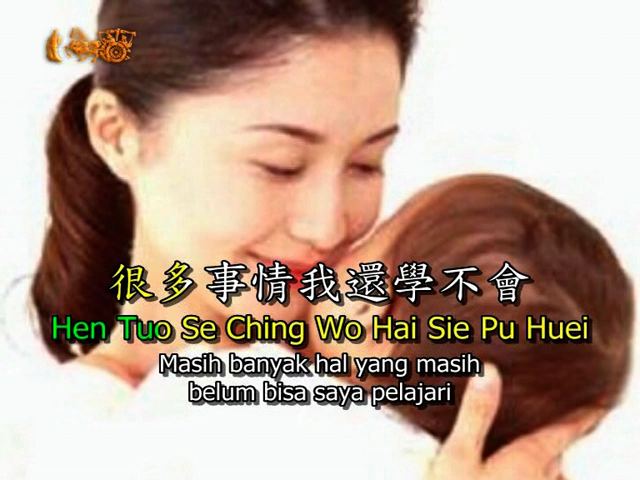 很多事情我還學不會
Hen Tuo Se Ching Wo Hai Sie Pu Huei
Masih banyak hal yang masih
belum bisa saya pelajari